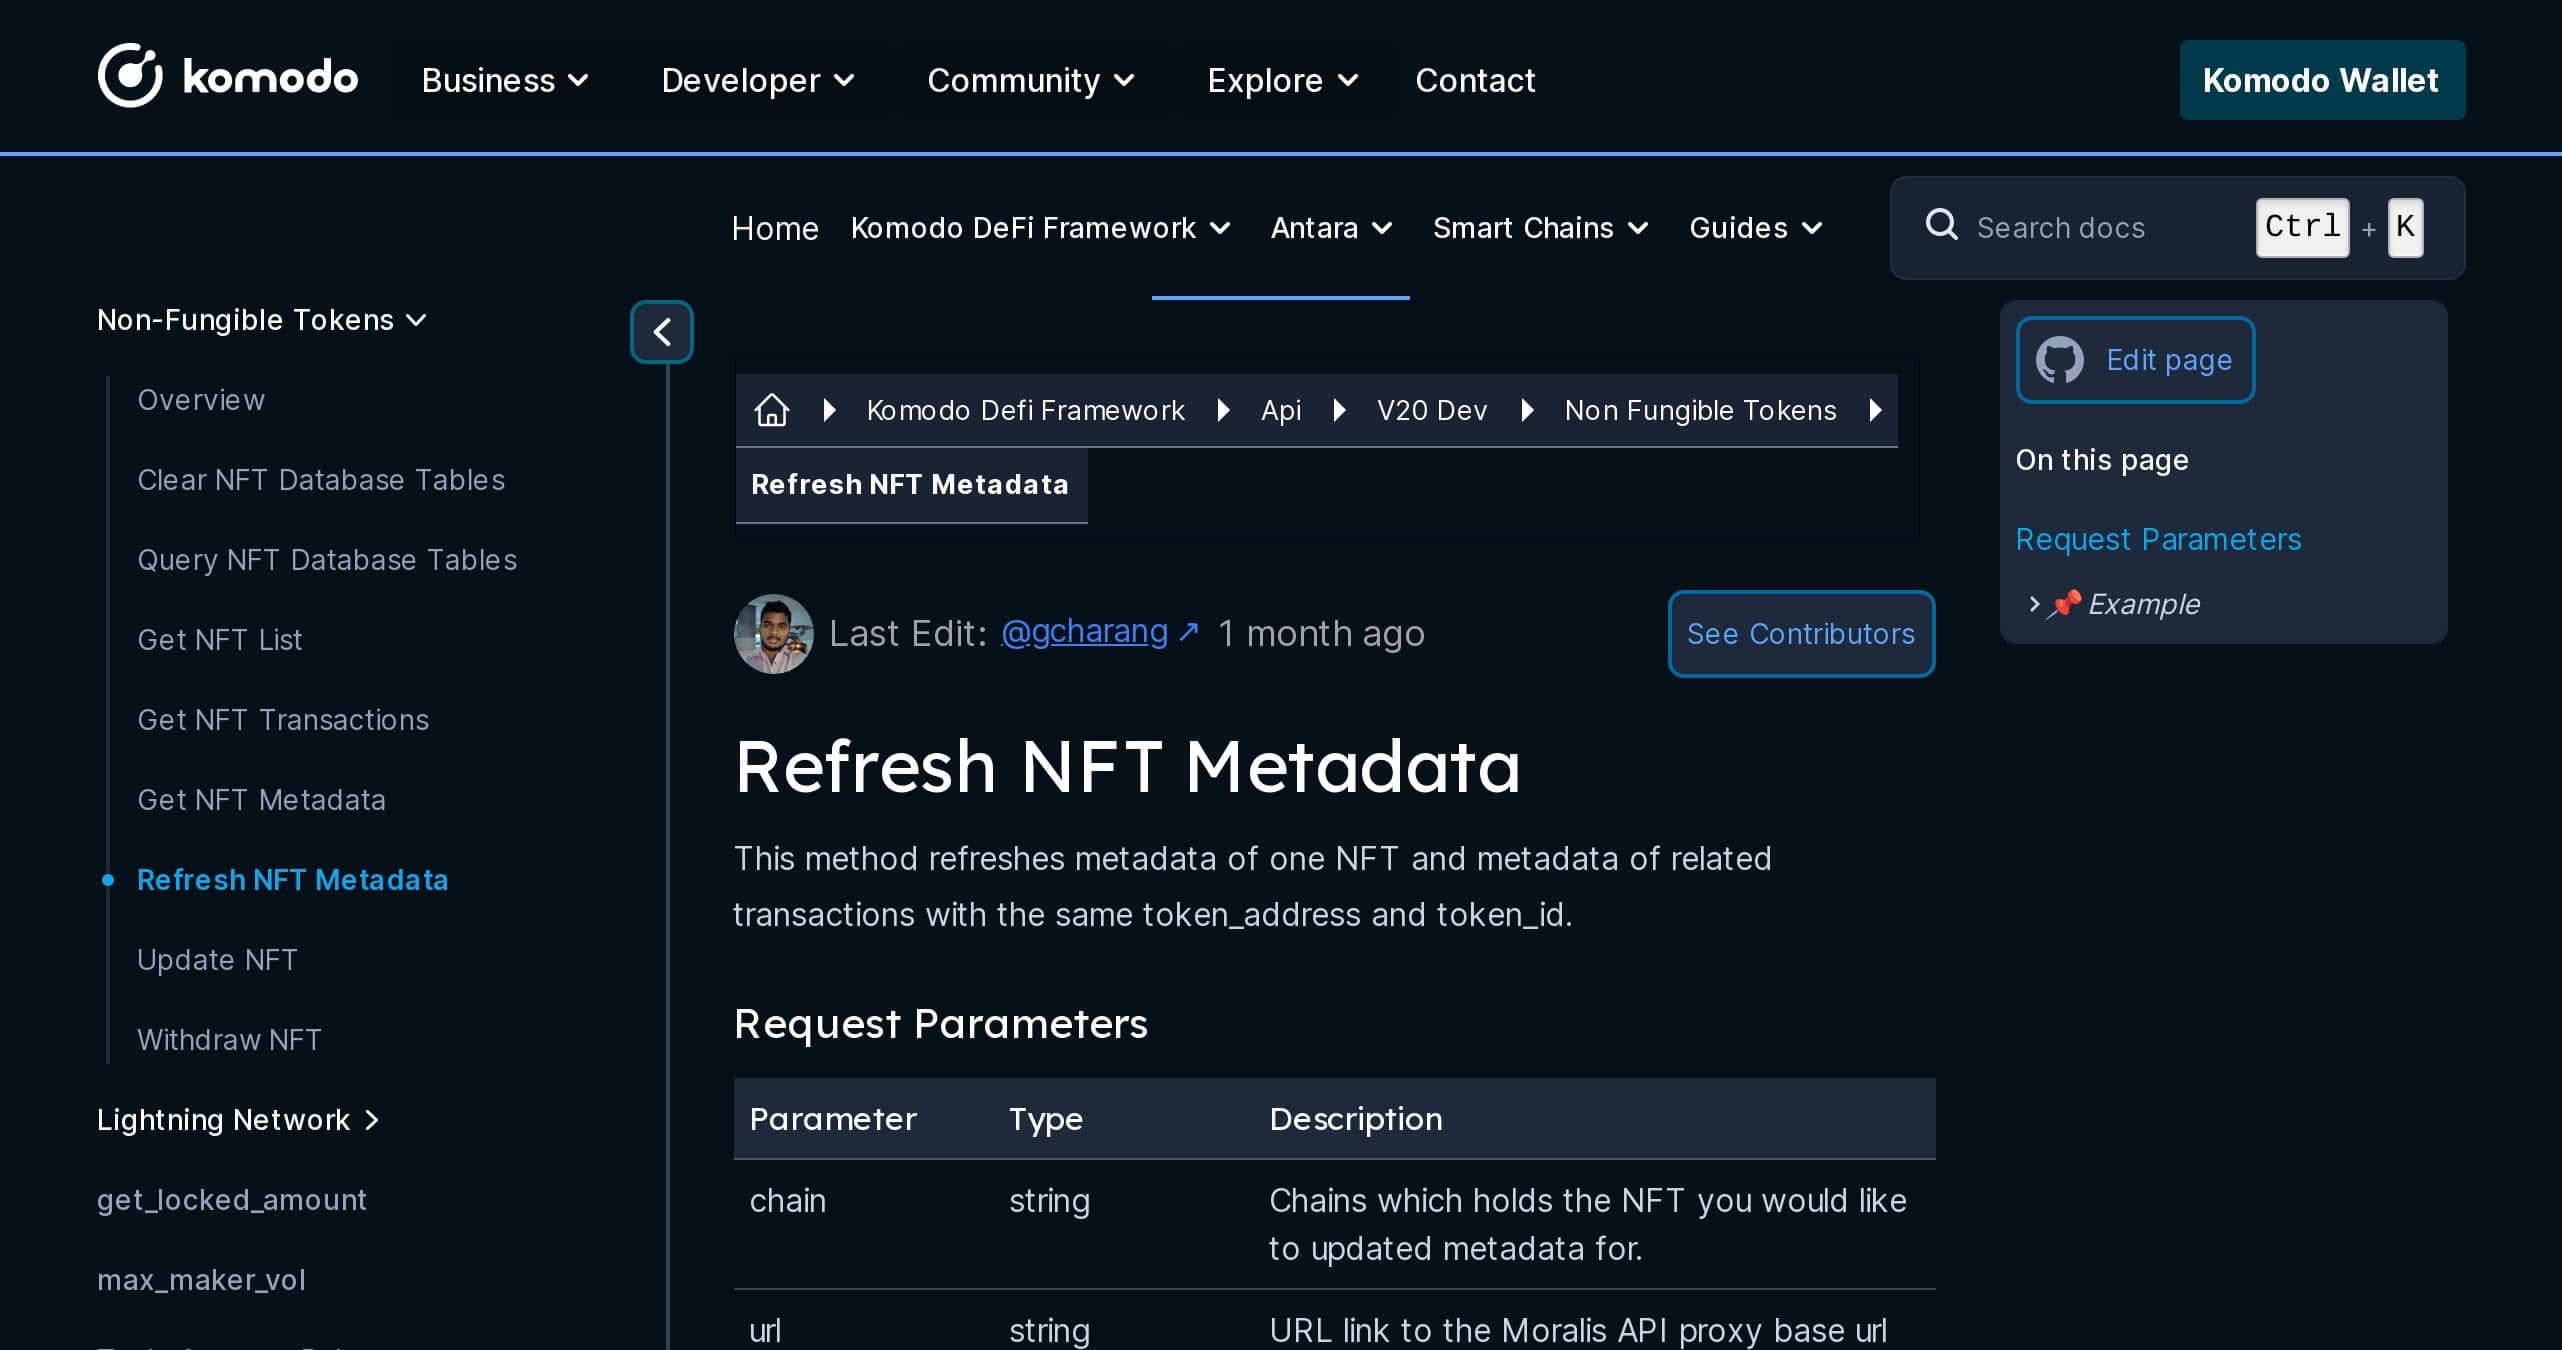 komodo
Business
Developer
Community
Explore
Contact
Komodo Wallet
Home
Komodo DeFi Framework
Antara
Smart Chains
Guides
Search docs
Ctrl + K
Non-Fungible Tokens
Overview
Clear NFT Database Tables
Query NFT Database Tables
Get NFT List
Get NFT Transactions
Get NFT Metadata
Refresh NFT Metadata
Update NFT
Withdraw NFT
Lightning Network
get_locked_amount
max_maker_vol
Komodo Defi Framework
Api
V20 Dev
Non Fungible Tokens
Refresh NFT Metadata
Last Edit: @gcharang ↗ 1 month ago
See Contributors
Refresh NFT Metadata
This method refreshes metadata of one NFT and metadata of related
transactions with the same token_address and token_id.
Request Parameters
Parameter Type Description
chain string Chains which holds the NFT you would like
to updated metadata for.
url string URL link to the Moralis API proxy base url
Edit page
On this page
Request Parameters
📌 Example